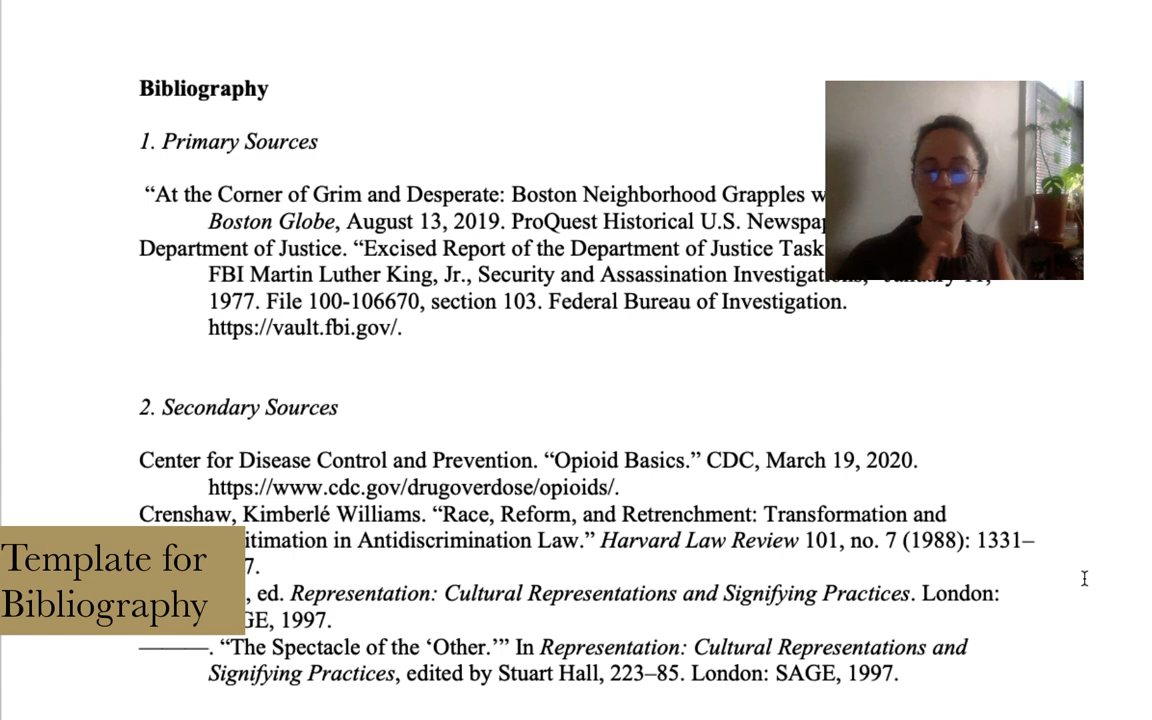 Bibliography
1. Primary Sources
“At the Corner of Grim and Desperate: Boston Neighborhood Grapples
Boston Globe, August 13, 2019. ProQuest Historical U.S.
Department of Justice. “Excised Report of the Department of Justice Task
FBI Martin Luther King, Jr., Security and Assassination
1977. File 100-106670, section 103. Federal Bureau of Investigation.
https://vault.fbi.gov/.
2. Secondary Sources
Center for Disease Control and Prevention. “Opioid Basics.” CDC, March 19, 2020.
https://www.cdc.gov/drugoverdose/opioids/.
Crenshaw, Kimberlé Williams. “Race, Reform, and Retrenchment: Transformation and
in Antidiscrimination Law.” Harvard Law Review 101, no. 7 (1988): 1331–
7.
, ed. Representation: Cultural Representations and Signifying Practices. London:
1997.
———. “The Spectacle of the ‘Other.’” In Representation: Cultural Representations and
Signifying Practices, edited by Stuart Hall, 223–85. London: SAGE, 1997.
Template for
Bibliography